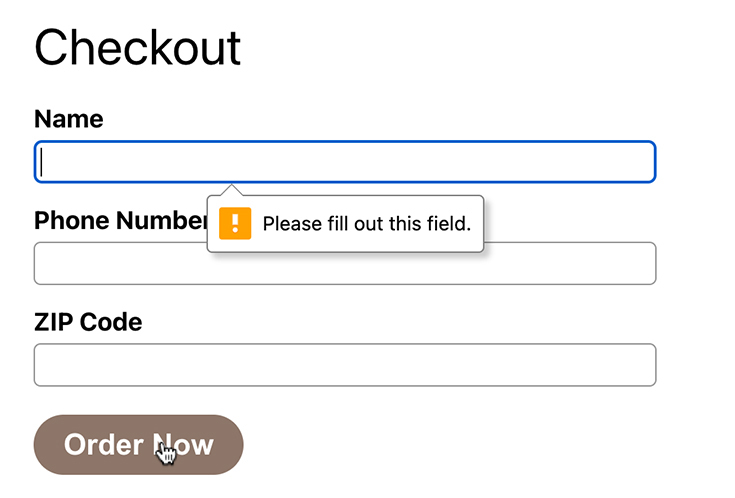 Checkout
Name
Please fill out this field.
Phone Number
ZIP Code
Order Now